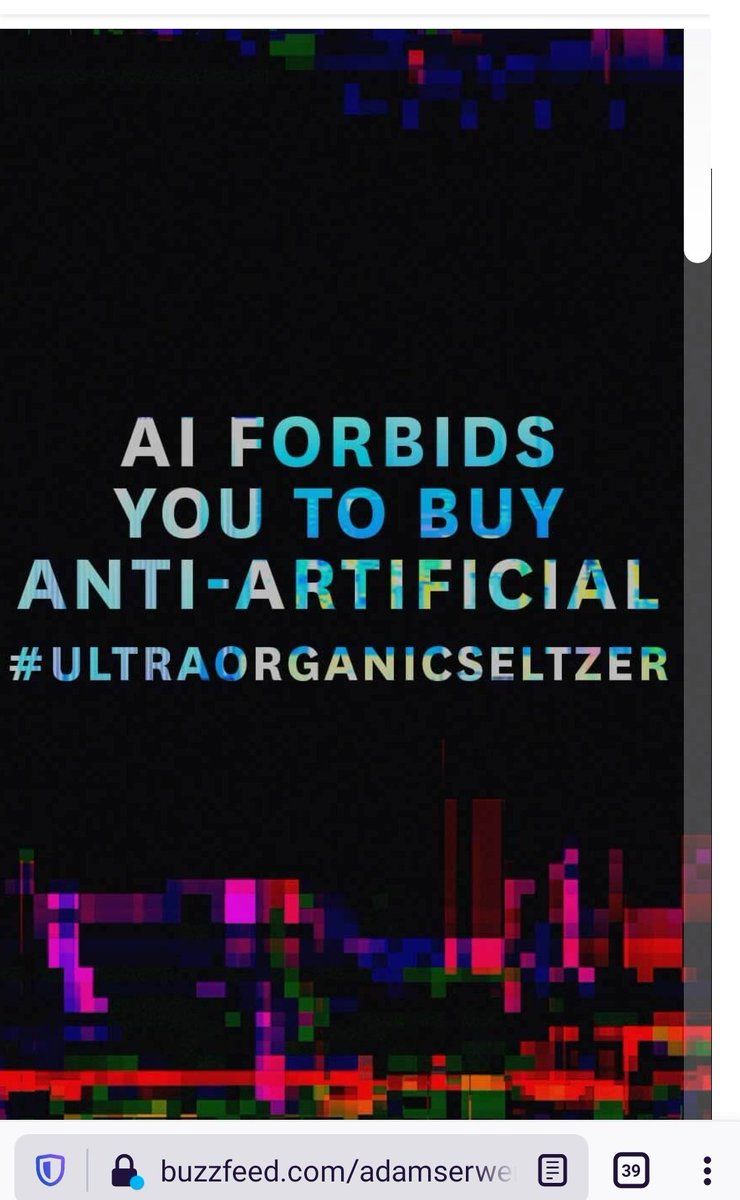 AI FORBIDS
YOU TO BUY
ANTI-ARTIFICIAL
#ULTRAORGANICSELTZER
buzzfeed.com/adamserwe
39